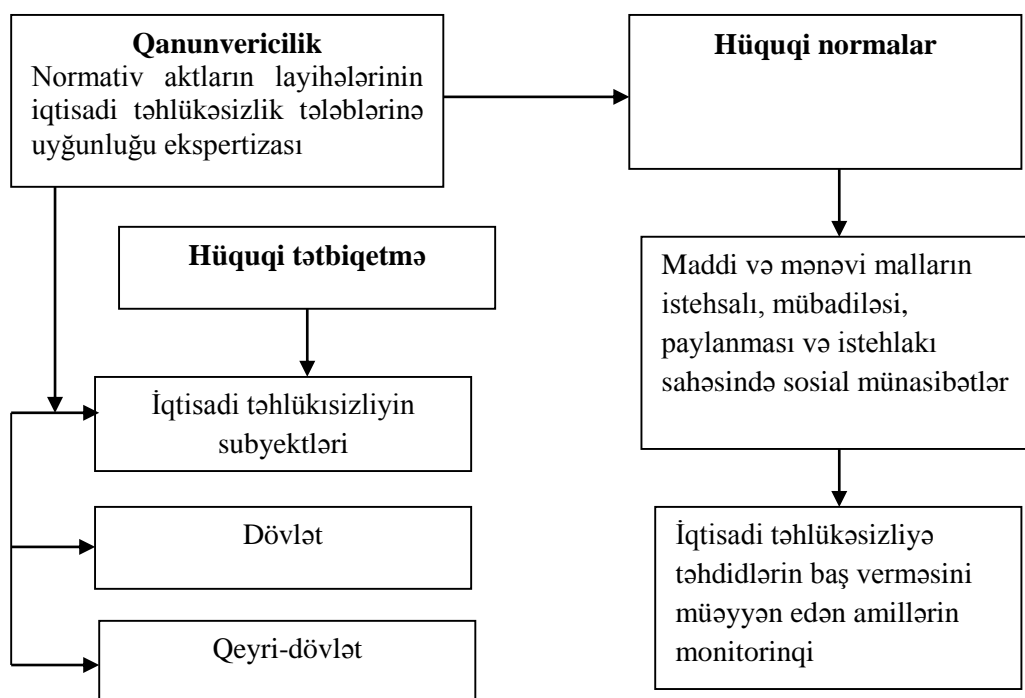 Qanunvericilik
Normativ aktların layihələrinin
iqtisadi təhlükəsizlik tələblərinə
uyğunluğu ekspertizası
Hüquqi normalar
Hüquqi tətbiqetmə
Maddi və mənəvi malların
istehsalı, mübadiləsi,
paylanması və istehlakı
sahəsində sosial münasibətlər
İqtisadi təhlükısizliyin
subyektləri
Dövlət
Qeyri-dövlət
İqtisadi təhlükəsizliyə
təhdidlərin baş verməsini
müəyyən edən amillərin
monitorinqi